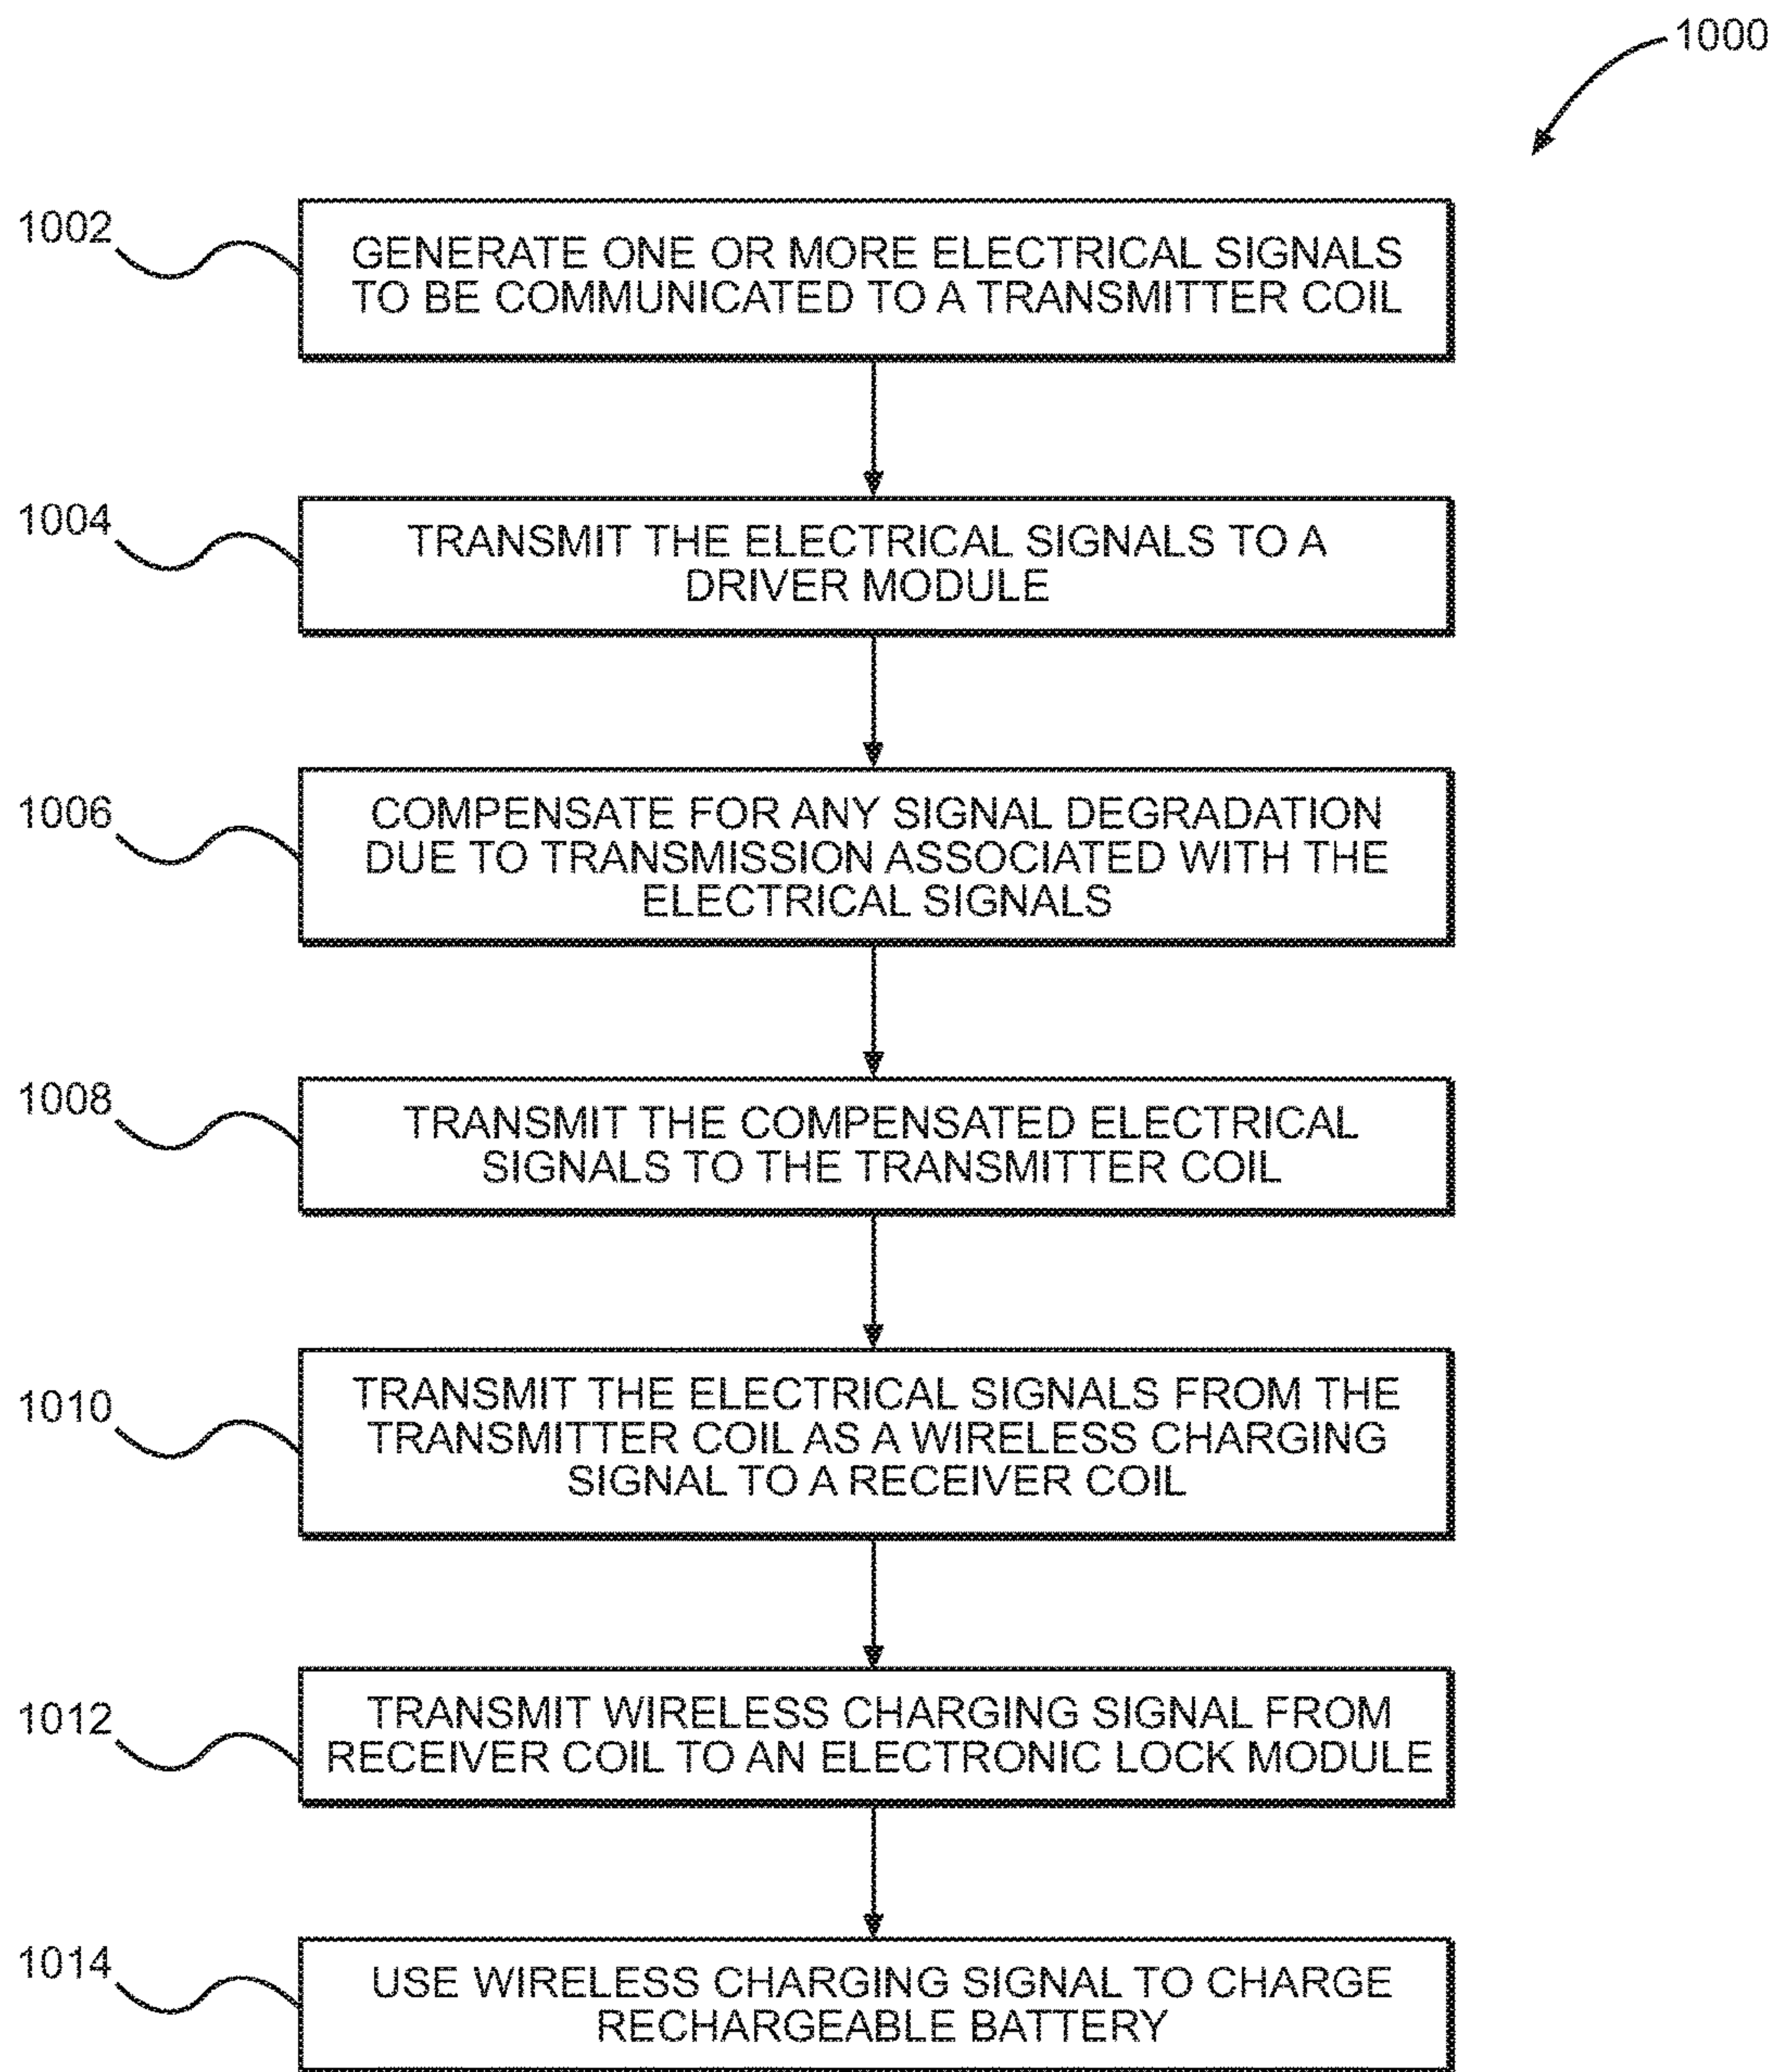 1000
1002
GENERATE ONE OR MORE ELECTRICAL SIGNALS
TO BE COMMUNICATED TO A TRANSMITTER COIL
1004
TRANSMIT THE ELECTRICAL SIGNALS TO A
DRIVER MODULE
1006
COMPENSATE FOR ANY SIGNAL DEGRADATION
DUE TO TRANSMISSION ASSOCIATED WITH THE
ELECTRICAL SIGNALS
1008
TRANSMIT THE COMPENSATED ELECTRICAL
SIGNALS TO THE TRANSMITTER COIL
1010
TRANSMIT THE ELECTRICAL SIGNALS FROM THE
TRANSMITTER COIL AS A WIRELESS CHARGING
SIGNAL TO A RECEIVER COIL
1012
TRANSMIT WIRELESS CHARGING SIGNAL FROM
RECEIVER COIL TO AN ELECTRONIC LOCK MODULE
1014
USE WIRELESS CHARGING SIGNAL TO CHARGE
RECHARGEABLE BATTERY